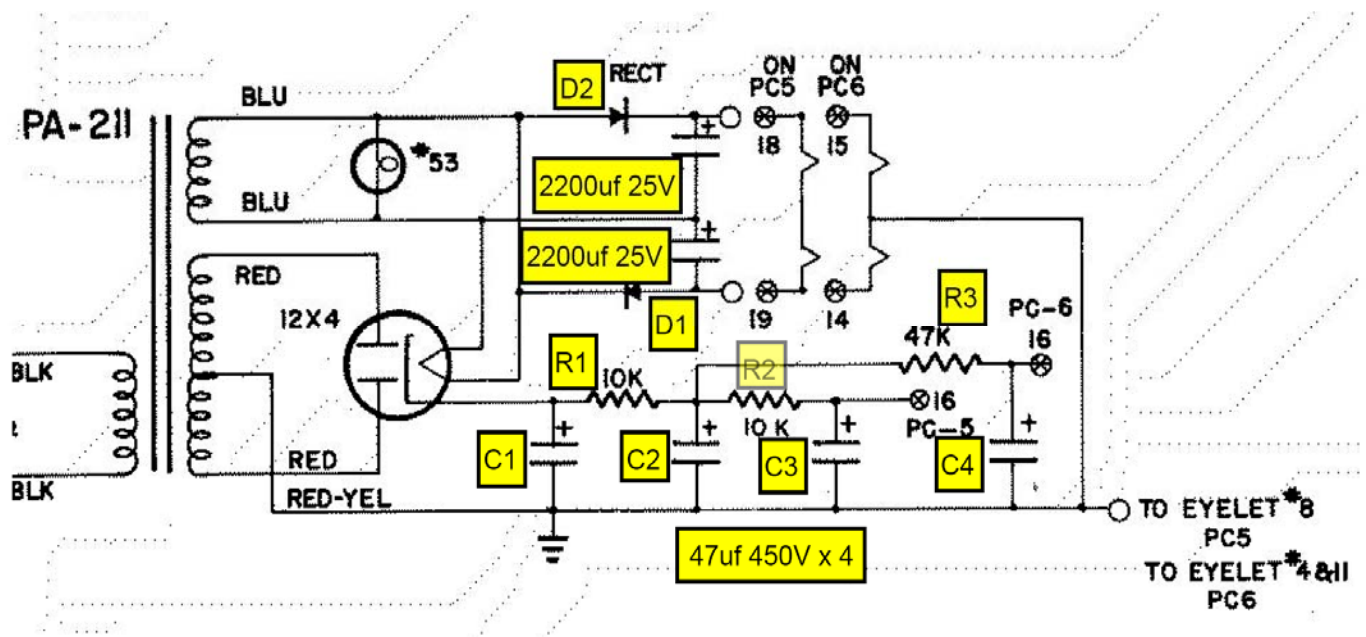 ON
PC5
ON
PC6
D2
RECT
BLU
PA-211
*53
18
15
2200uf 25V
BLU
2200uf 25V
RED
12X4
D1
19
14
R3
PC-6
16
47K
R1
10K
R2
10 K
16
PC-5
BLK
C1
C2
C3
C4
RED
RED-YEL
BLK
TO EYELET *8
PC5
47uf 450V x 4
TO EYELET *4&11
PC6